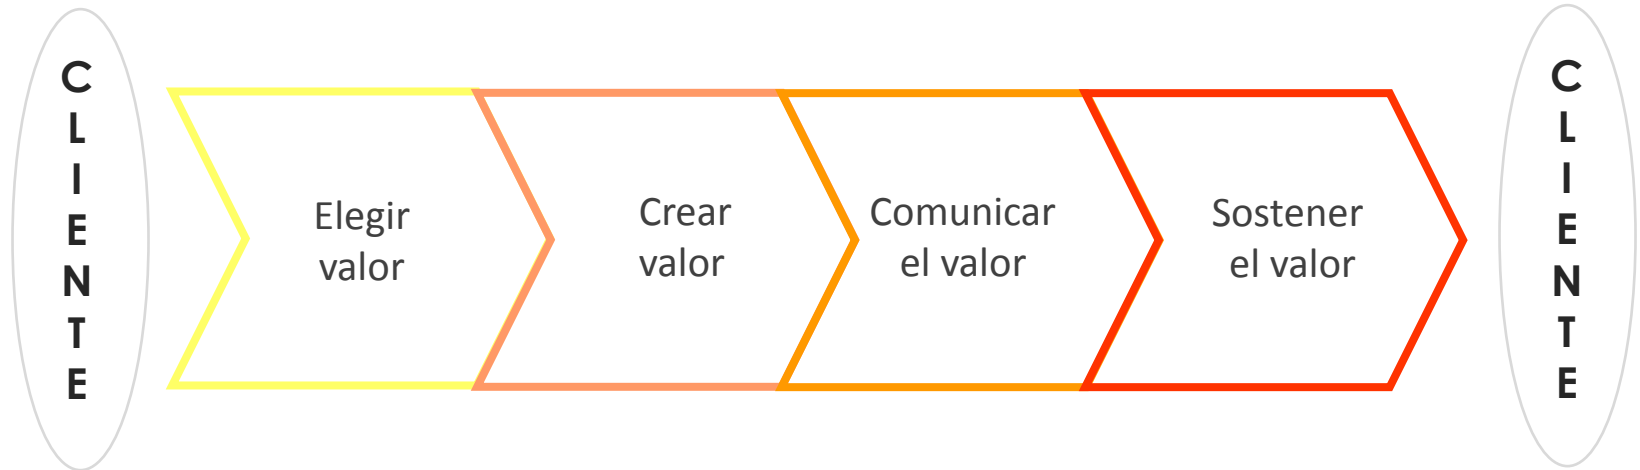 C
L
I
E
N
T
E
Elegir
valor
Crear
valor
Comunicar
el valor
Sostener
el valor
C
L
I
E
N
T
E